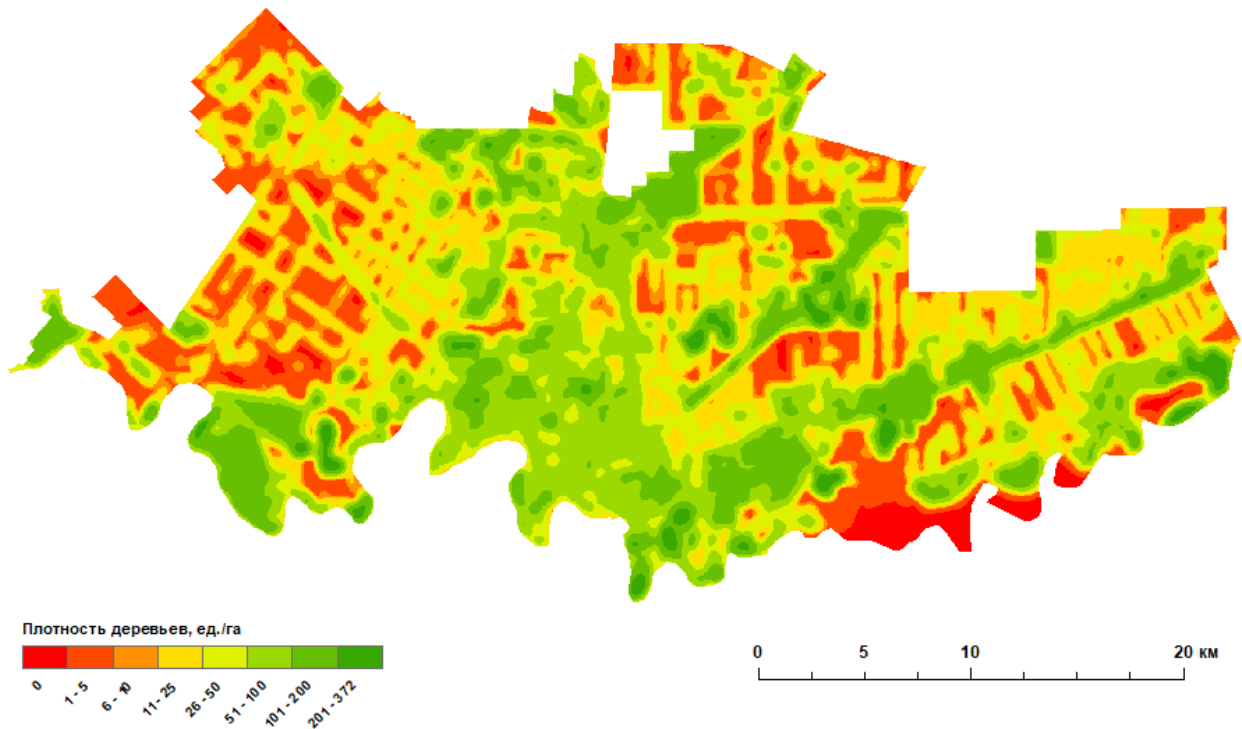 Плотность деревьев, ед./га
0 1 - 5 6 - 10 11 - 25 26 - 50 51 - 100 101 - 200 201 - 372
0 5 10 20 км